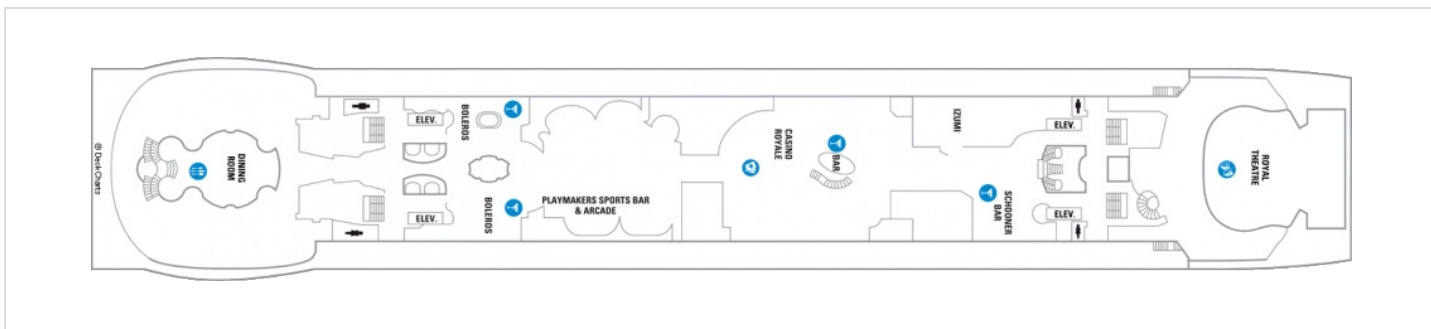 ® DeckCharts
DINING
ROOM
ELEV.
ELEV.
BOLEROS
BOLEROS
PLAYMAKERS SPORTS BAR
& ARCADE
CASINO
ROYALE
BAR
IZUMI
SCHOONER
BAR
ELEV.
ELEV.
ROYAL
THEATRE